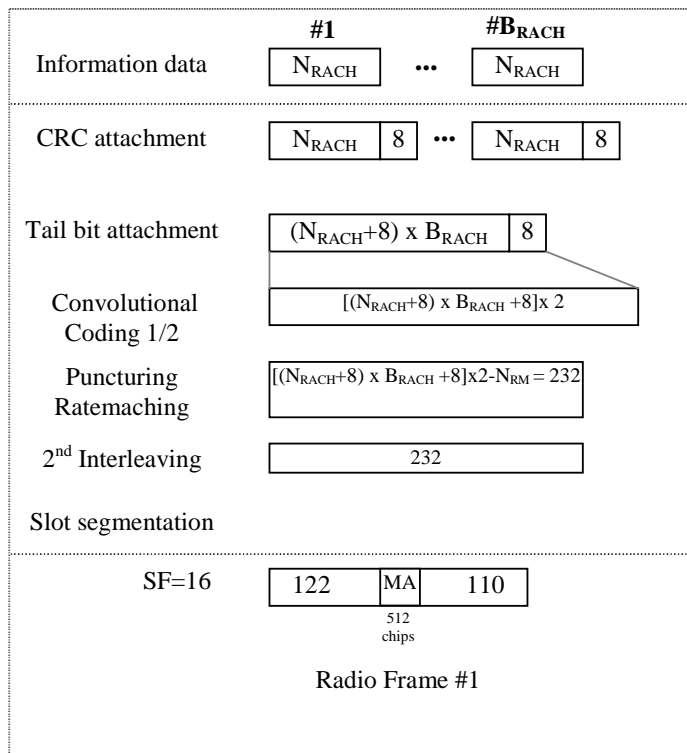 #1 #B_RACH
Information data N_RACH ... N_RACH
CRC attachment N_RACH 8 ... N_RACH 8
Tail bit attachment (N_RACH+8) x B_RACH 8
Convolutional
Coding 1/2
[(N_RACH+8) x B_RACH +8]x 2
Puncturing
Ratemaching
[(N_RACH+8) x B_RACH +8]x2-N_RM = 232
2nd Interleaving 232
Slot segmentation
SF=16 122 MA 110
512
chips
Radio Frame #1